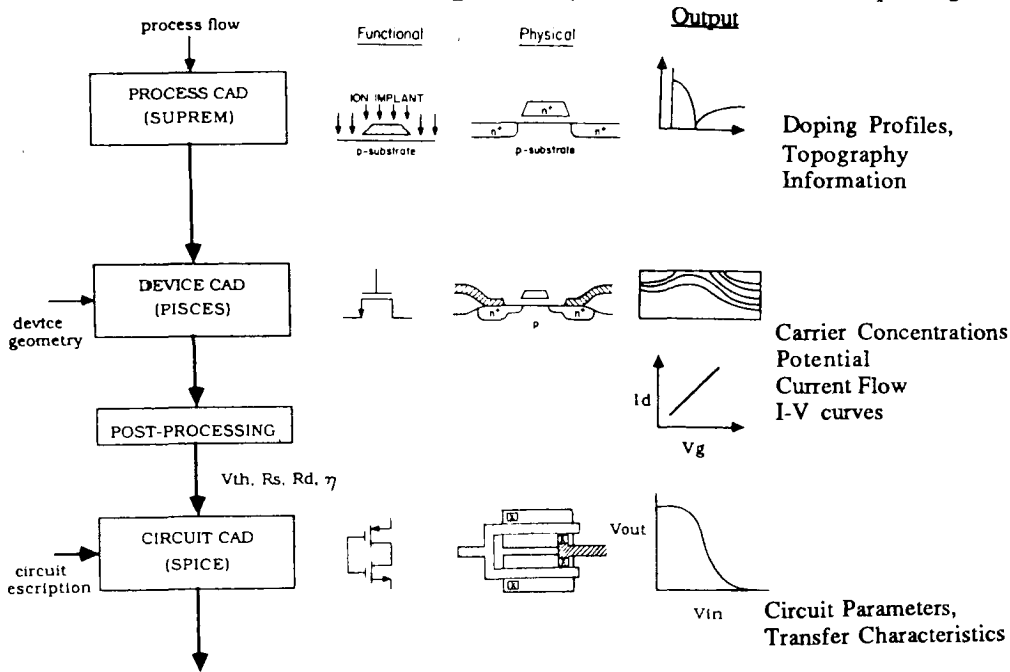 Output
process flow
Functional
Physical
PROCESS CAD
(SUPREM)
ION IMPLANT
p-substrate
n+
n+
n+
p-substrate
Doping Profiles,
Topography
Information
DEVICE CAD
(PISCES)
device
geometry
n+
n+
p
Carrier Concentrations
Potential
Current Flow
I-V curves
Id
Vg
POST-PROCESSING
Vth, Rs, Rd, η
CIRCUIT CAD
(SPICE)
circuit
escription
Vout
Vin
Circuit Parameters,
Transfer Characteristics